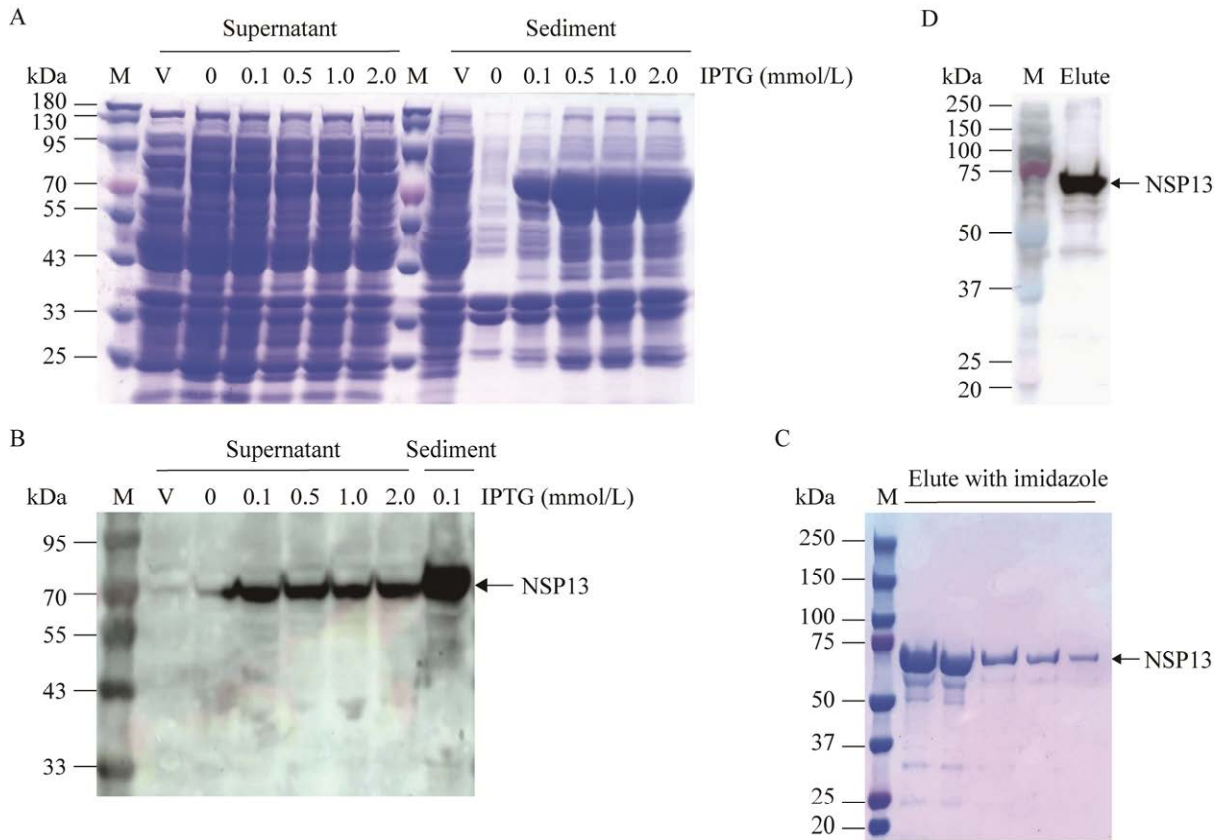 A
Supernatant Sediment
kDa M V 0 0.1 0.5 1.0 2.0 M V 0 0.1 0.5 1.0 2.0 IPTG (mmol/L)
180
130
95
70
55
43
33
25
D
kDa M Elute
250
150
100
75
NSP13
50
37
25
20
B
Supernatant Sediment
kDa M V 0 0.1 0.5 1.0 2.0 0.1 IPTG (mmol/L)
95
NSP13
70
55
43
33
C
Elute with imidazole
kDa M
250
150
100
75
NSP13
50
37
25
20